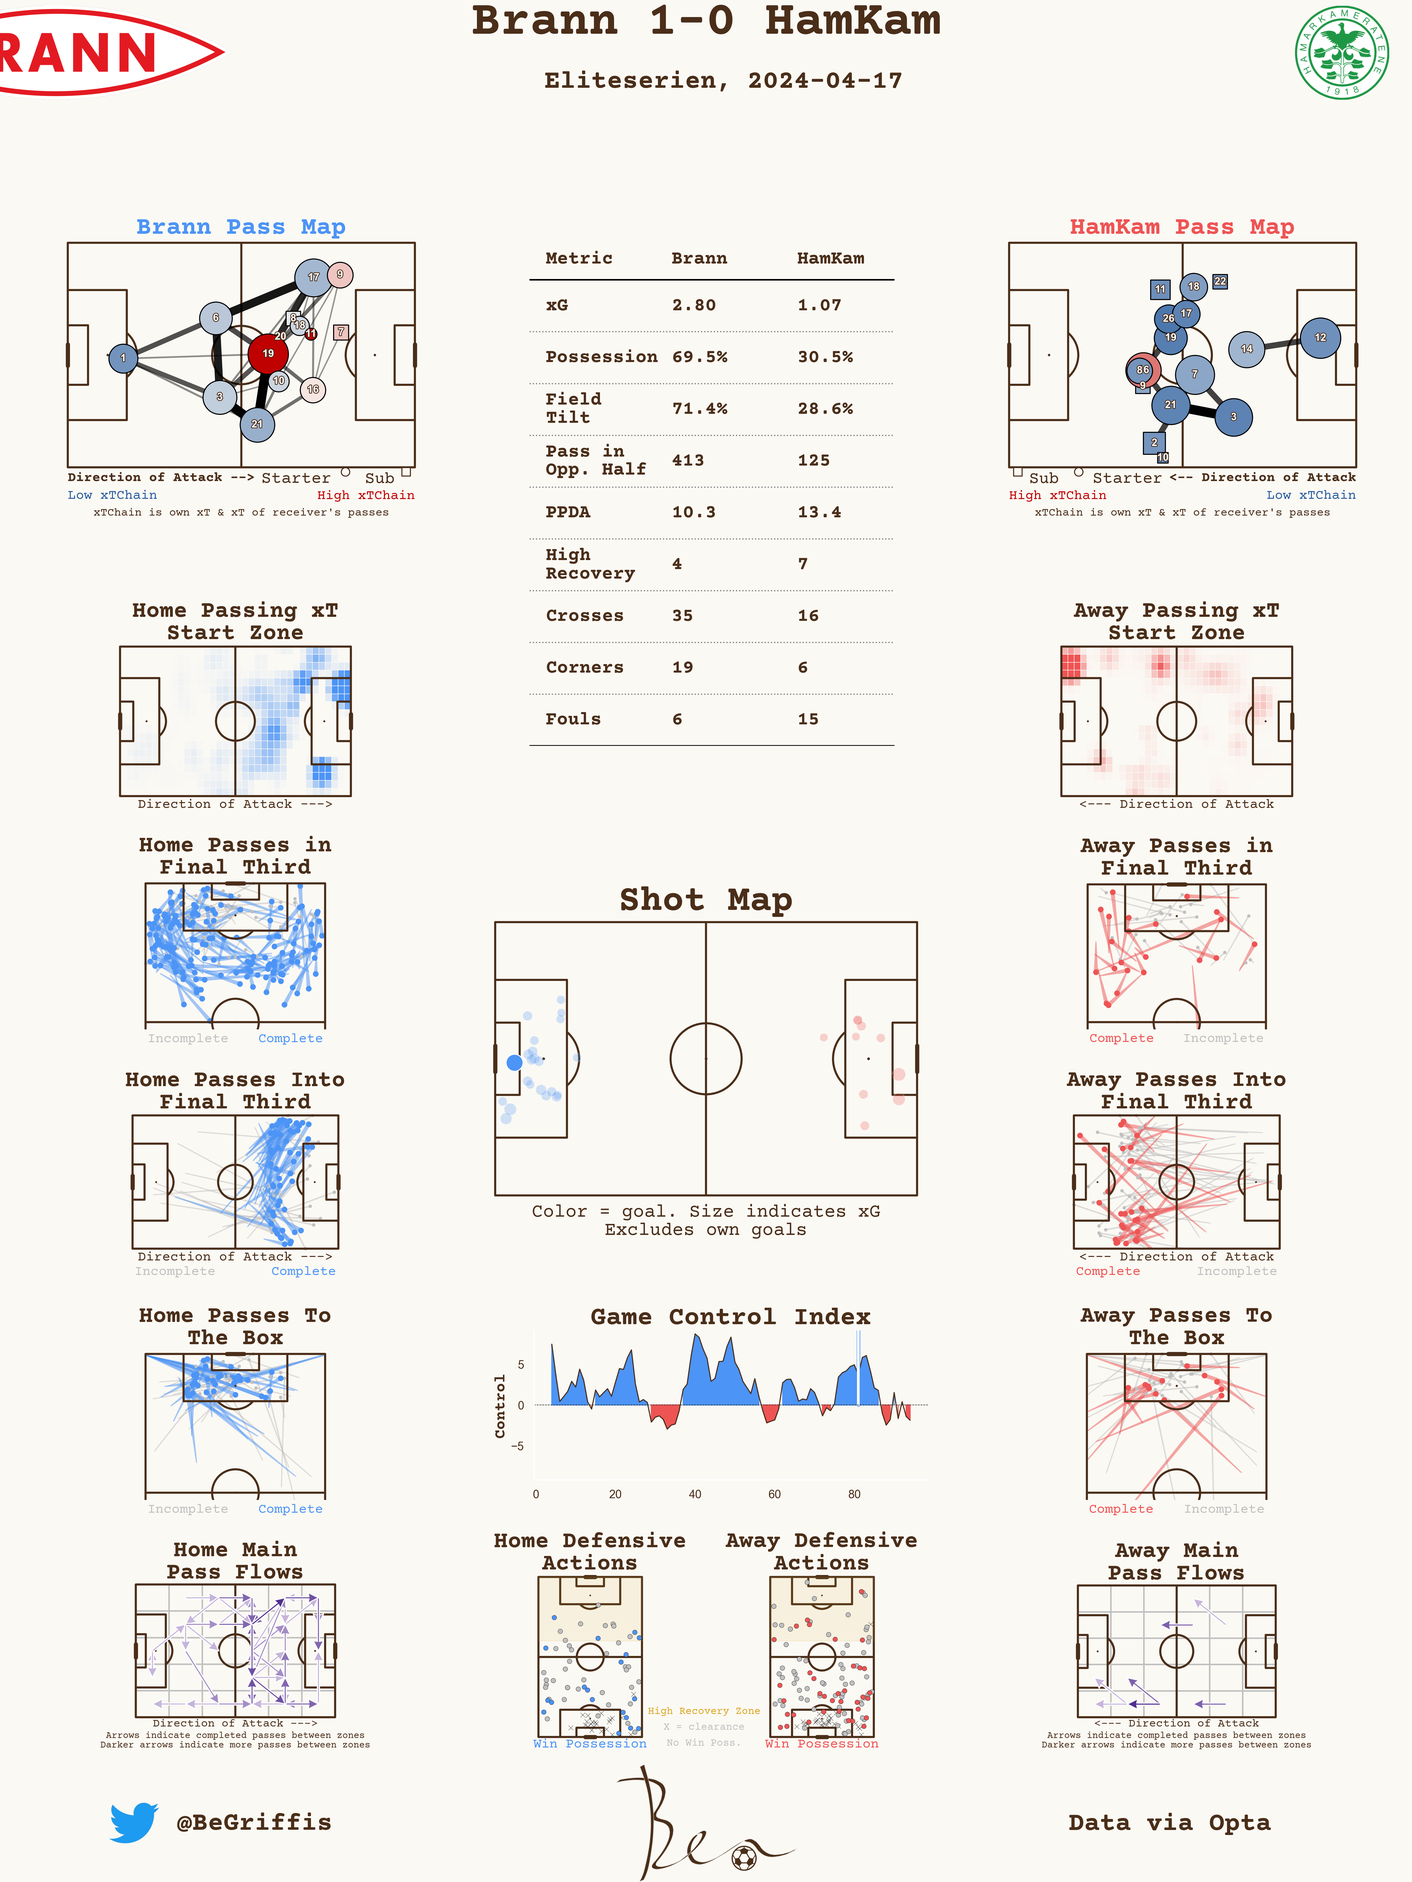 Brann 1-0 HamKam
RANN
HAMARKAMERATENE
1918
Eliteserien, 2024-04-17
Brann Pass Map
17
9
6
8
18
11
7
20
1
19
10
16
3
21
Direction of Attack --> Starter Sub
Low xTChain High xTChain
xTChain is own xT & xT of receiver's passes
Metric Brann HamKam
xG 2.80 1.07
Possession 69.5% 30.5%
Field
Tilt 71.4% 28.6%
Pass in
Opp. Half 413 125
PPDA 10.3 13.4
High
Recovery 4 7
Crosses 35 16
Corners 19 6
Fouls 6 15
HamKam Pass Map
22
11
18
26
17
19
12
14
86
7
9
21
3
2
10
Sub Starter <-- Direction of Attack
High xTChain Low xTChain
xTChain is own xT & xT of receiver's passes
Home Passing xT
Start Zone
Direction of Attack --->
Away Passing xT
Start Zone
<--- Direction of Attack
Home Passes in
Final Third
Incomplete Complete
Away Passes in
Final Third
Complete Incomplete
Shot Map
Color = goal. Size indicates xG
Excludes own goals
Home Passes Into
Final Third
Direction of Attack --->
Incomplete Complete
Away Passes Into
Final Third
<--- Direction of Attack
Complete Incomplete
Home Passes To
The Box
Incomplete Complete
Game Control Index
Control
5
0
−5
0 20 40 60 80
Away Passes To
The Box
Complete Incomplete
Home Main
Pass Flows
Direction of Attack --->
Arrows indicate completed passes between zones
Darker arrows indicate more passes between zones
Home Defensive
Actions
Win Possession
Away Defensive
Actions
Win Possession
High Recovery Zone
X = clearance
No Win Poss.
Away Main
Pass Flows
<--- Direction of Attack
Arrows indicate completed passes between zones
Darker arrows indicate more passes between zones
@BeGriffis
Ben
Data via Opta